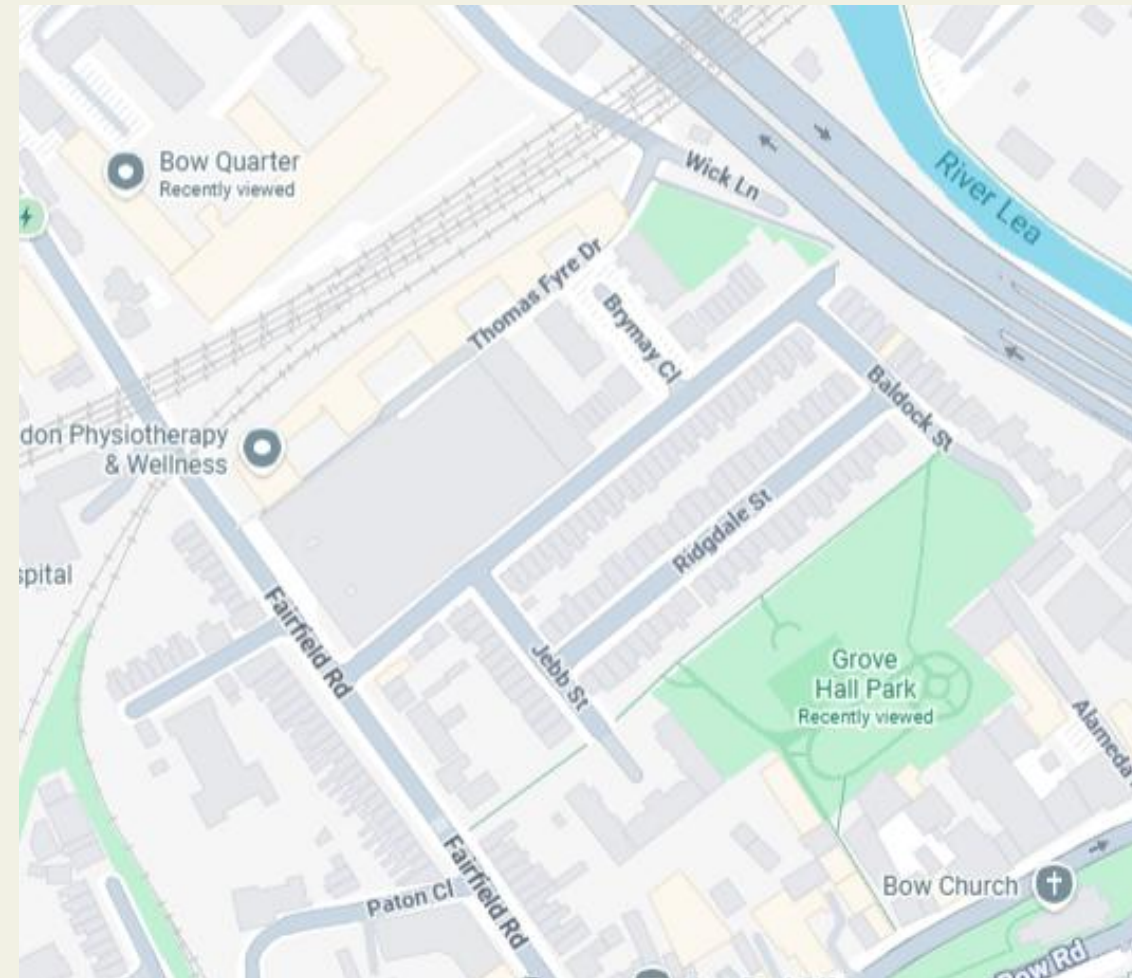 Bow Quarter
Recently viewed
Wick Ln
River Lea
Thomas Fyre Dr
Brymay Cl
Baldock St
don Physiotherapy
& Wellness
Ridgdale St
spital
Fairfield Rd
Jebb St
Grove
Hall Park
Recently viewed
Alameda
Fairfield Rd
Paton Cl
Bow Church
Bow Rd